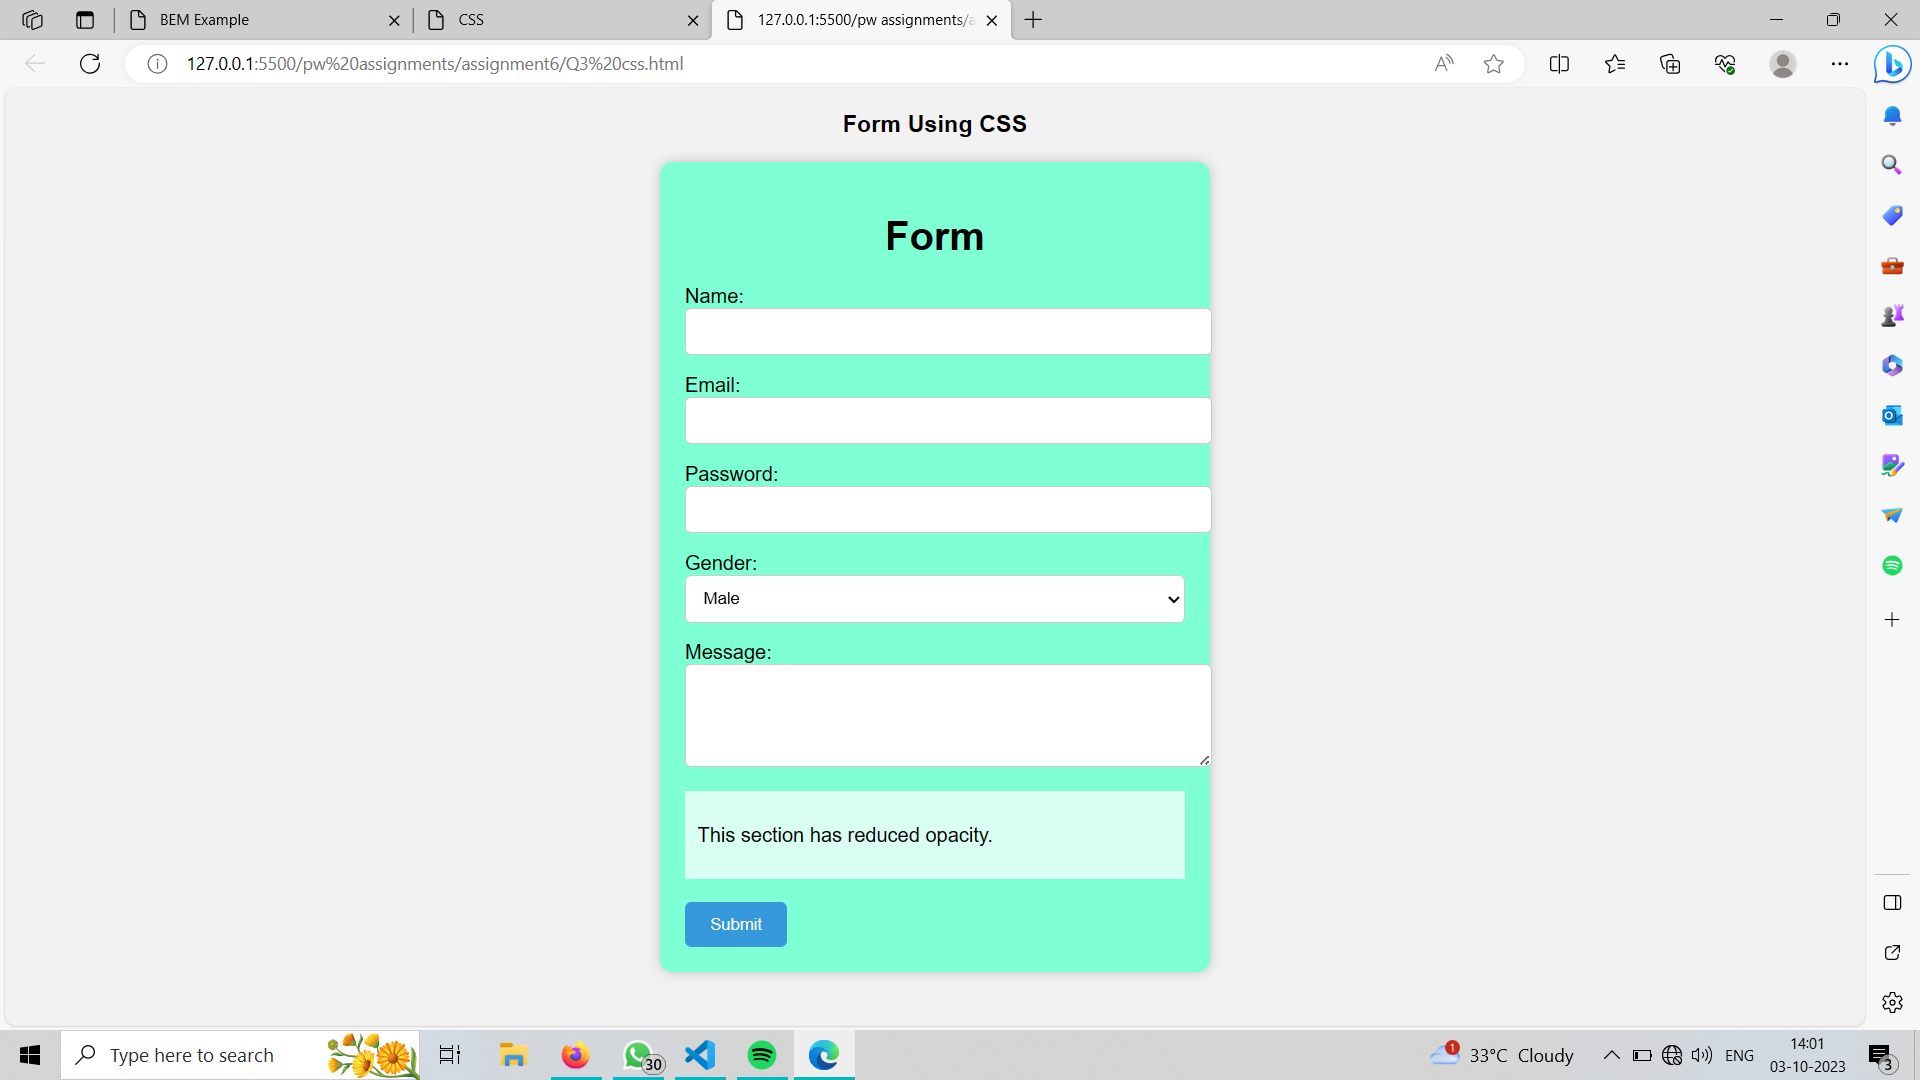 BEM Example
CSS
127.0.0.1:5500/pw assignments/a
127.0.0.1:5500/pw%20assignments/assignment6/Q3%20css.html
Form Using CSS
Form
Name:
Email:
Password:
Gender:
Male
Message:
This section has reduced opacity.
Submit
Type here to search
30
1
33°C Cloudy
ENG
14:01
03-10-2023
3